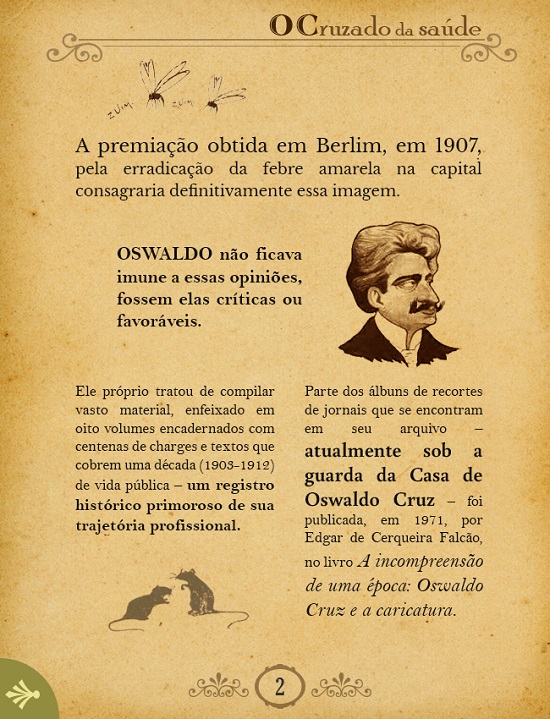 O Cruzado da saúde
ZUIM
ZUIM
A premiação obtida em Berlim, em 1907,
pela erradicação da febre amarela na capital
consagraria definitivamente essa imagem.
OSWALDO não ficava
imune a essas opiniões,
fossem elas críticas ou
favoráveis.
Ele próprio tratou de compilar
vasto material, enfeixado em
oito volumes encadernados com
centenas de charges e textos que
cobrem uma década (1903-1912)
de vida pública – um registro
histórico primoroso de sua
trajetória profissional.
Parte dos álbuns de recortes
de jornais que se encontram
em seu arquivo –
atualmente sob a
guarda da Casa de
Oswaldo Cruz – foi
publicada, em 1971, por
Edgar de Cerqueira Falcão,
no livro A incompreensão
de uma época: Oswaldo
Cruz e a caricatura.
2